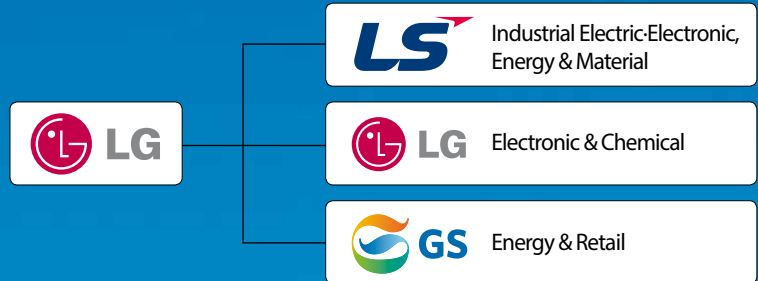 LG
LS
Industrial Electric·Electronic,
Energy & Material
LG
Electronic & Chemical
GS
Energy & Retail